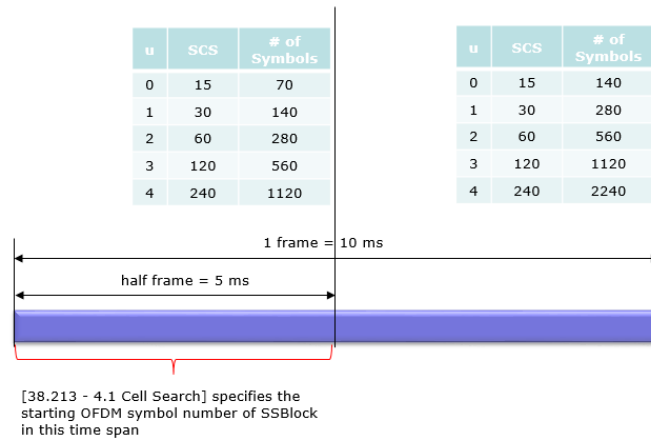 u SCS # of Symbols
0 15 70
1 30 140
2 60 280
3 120 560
4 240 1120
u SCS # of Symbols
0 15 140
1 30 280
2 60 560
3 120 1120
4 240 2240
1 frame = 10 ms
half frame = 5 ms
[38.213 - 4.1 Cell Search] specifies the
starting OFDM symbol number of SSBlock
in this time span